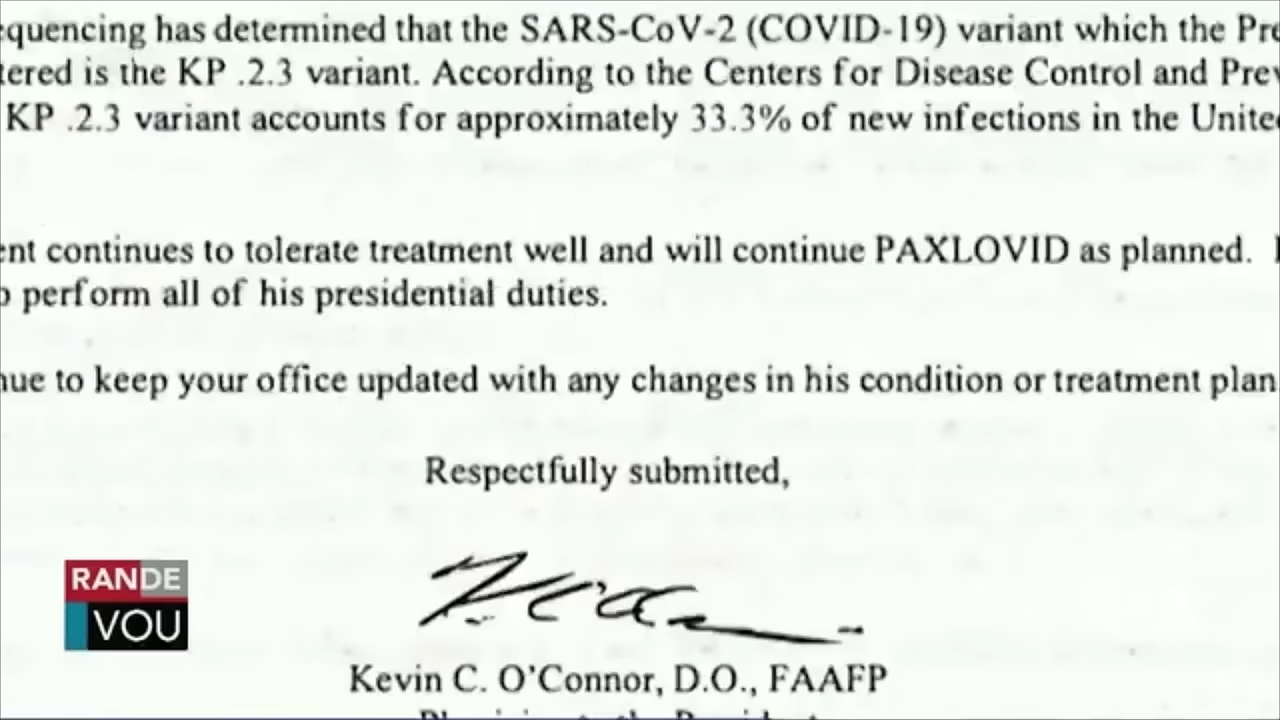 equencing has determined that the SARS-CoV-2 (COVID-19) variant which the Pre
tered is the KP .2.3 variant. According to the Centers for Disease Control and Prev
KP .2.3 variant accounts for approximately 33.3% of new infections in the United
ent continues to tolerate treatment well and will continue PAXLOVID as planned.
o perform all of his presidential duties.
nue to keep your office updated with any changes in his condition or treatment plan
Respectfully submitted,
RANDE
VOU
Kevin C. O'Connor, D.O., FAAFP